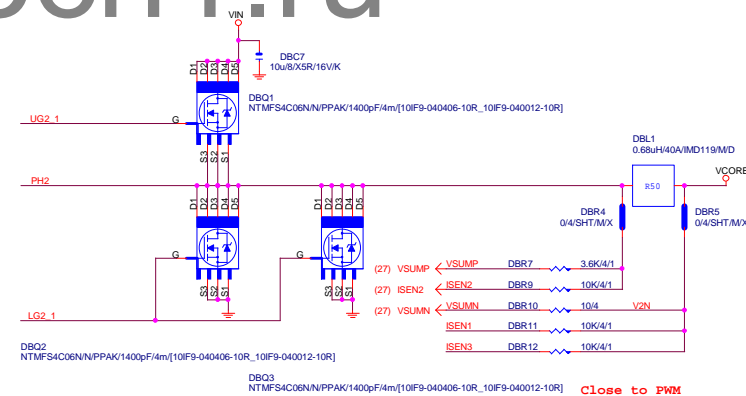 VIN
DBC7
10u/8/X5R/16V/K
D1 D2 D3 D4 D5
DBQ1
NTMFS4C06N/N/PPAK/1400pF/4m/[10IF9-040406-10R_10IF9-040012-10R]
UG2_1
G
S3 S2 S1
DBL1
0.68uH/40A/IMD119/M/D
VCORE
R50
PH2
D1 D2 D3 D4 D5
D1 D2 D3 D4 D5
DBR4
0/4/SHT/M/X
DBR5
0/4/SHT/M/X
G
G
S3 S2 S1
S3 S2 S1
(27) VSUMP VSUMP DBR7 3.6K/4/1
(27) ISEN2 ISEN2 DBR9 10K/4/1
(27) VSUMN VSUMN DBR10 10/4 V2N
ISEN1 DBR11 10K/4/1
ISEN3 DBR12 10K/4/1
LG2_1
DBQ2
NTMFS4C06N/N/PPAK/1400pF/4m/[10IF9-040406-10R_10IF9-040012-10R]
DBQ3
NTMFS4C06N/N/PPAK/1400pF/4m/[10IF9-040406-10R_10IF9-040012-10R]
Close to PWM